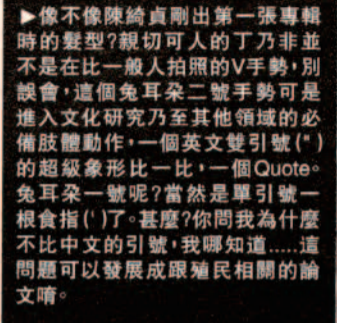 ▶像不像陳綺貞剛出第一張專輯
時的髮型?親切可人的丁乃非並
不是在比一般人拍照的V手勢,別
誤會,這個兔耳朵二號手勢可是
進入文化研究乃至其他領域的必
備肢體動作,一個英文雙引號(")
的超級象形比一比,一個Quote。
兔耳朵一號呢?當然是單引號一
根食指(')了。甚麼?你問我為什麼
不比中文的引號,我哪知道.....這
問題可以發展成跟殖民相關的論
文唷。